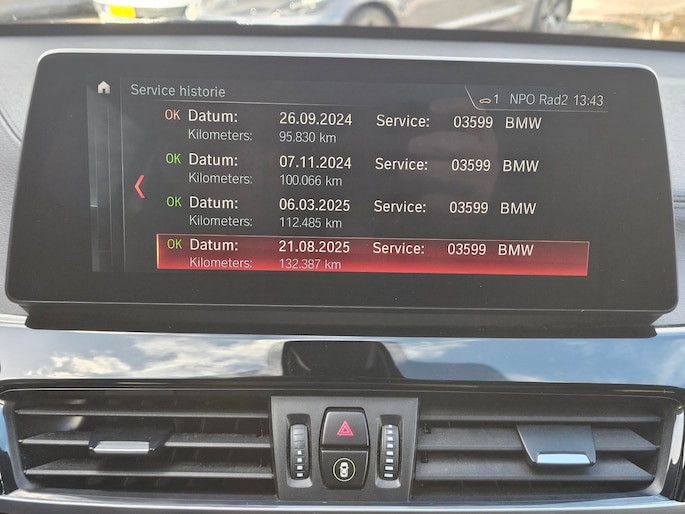 Service historie
1 NPO Rad2 13:43
OK Datum: 26.09.2024 Service: 03599 BMW
Kilometers: 95.830 km
OK Datum: 07.11.2024 Service: 03599 BMW
Kilometers: 100.066 km
OK Datum: 06.03.2025 Service: 03599 BMW
Kilometers: 112.485 km
OK Datum: 21.08.2025 Service: 03599 BMW
Kilometers: 132.387 km